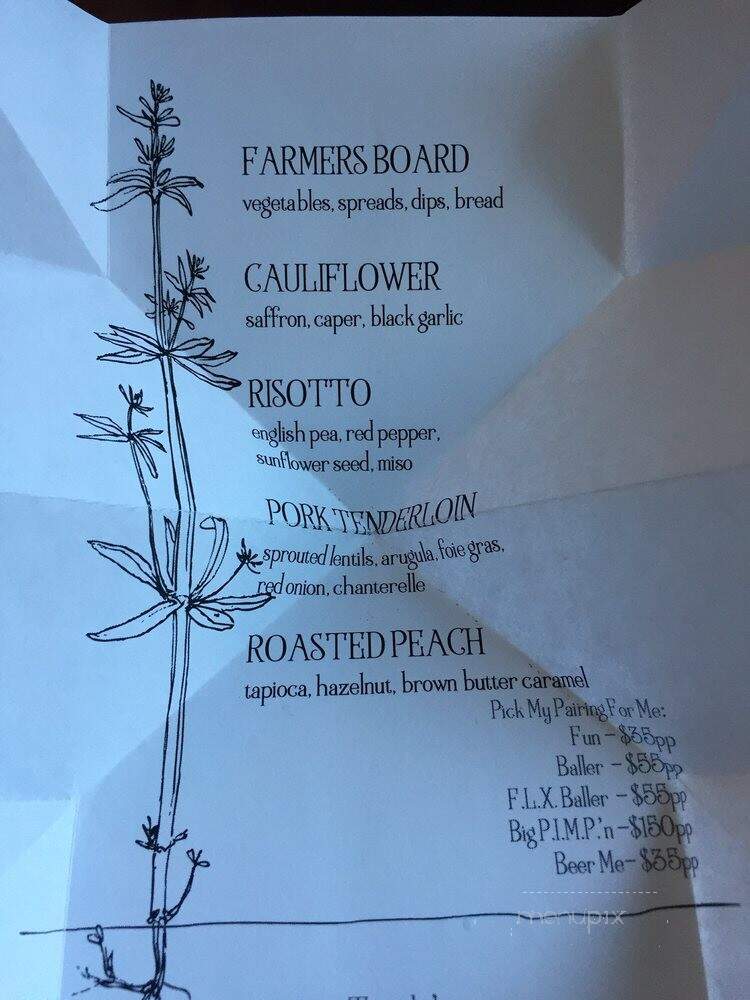 FARMERS BOARD
vegetables, spreads, dips, bread
CAULIFLOWER
saffron, caper, black garlic
RISOTTO
english pea, red pepper,
sunflower seed, miso
PORK TENDERLOIN
sprouted lentils, arugula, foie gras,
red onion, chanterelle
ROASTED PEACH
tapioca, hazelnut, brown butter caramel
Pick My Pairing For Me:
Fun - $35pp
Baller - $55pp
F.L.X. Baller - $55pp
Big P.I.M.P.'n - $150pp
Beer Me - $35pp
menupix